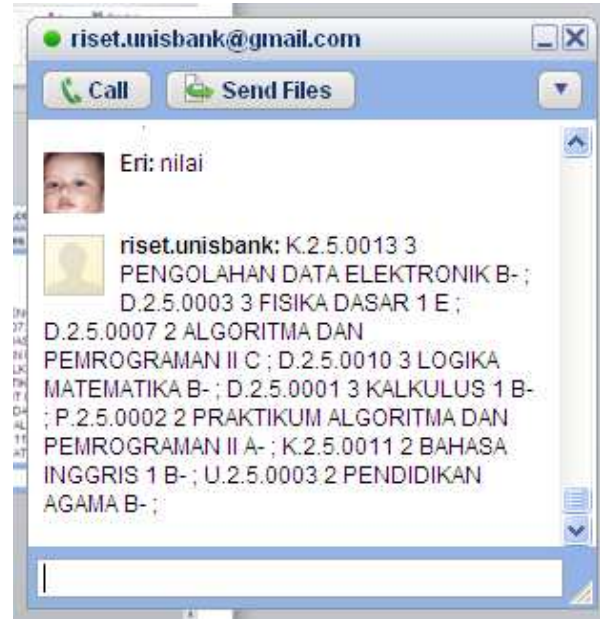 riset.unisbank@gmail.com
Call Send Files
Eri: nilai
riset.unisbank: K.2.5.0013 3
PENGOLAHAN DATA ELEKTRONIK B- ;
D.2.5.0003 3 FISIKA DASAR 1 E ;
D.2.5.0007 2 ALGORITMA DAN
PEMROGRAMAN II C ; D.2.5.0010 3 LOGIKA
MATEMATIKA B- ; D.2.5.0001 3 KALKULUS 1 B-
; P.2.5.0002 2 PRAKTIKUM ALGORITMA DAN
PEMROGRAMAN II A- ; K.2.5.0011 2 BAHASA
INGGRIS 1 B- ; U.2.5.0003 2 PENDIDIKAN
AGAMA B- ;